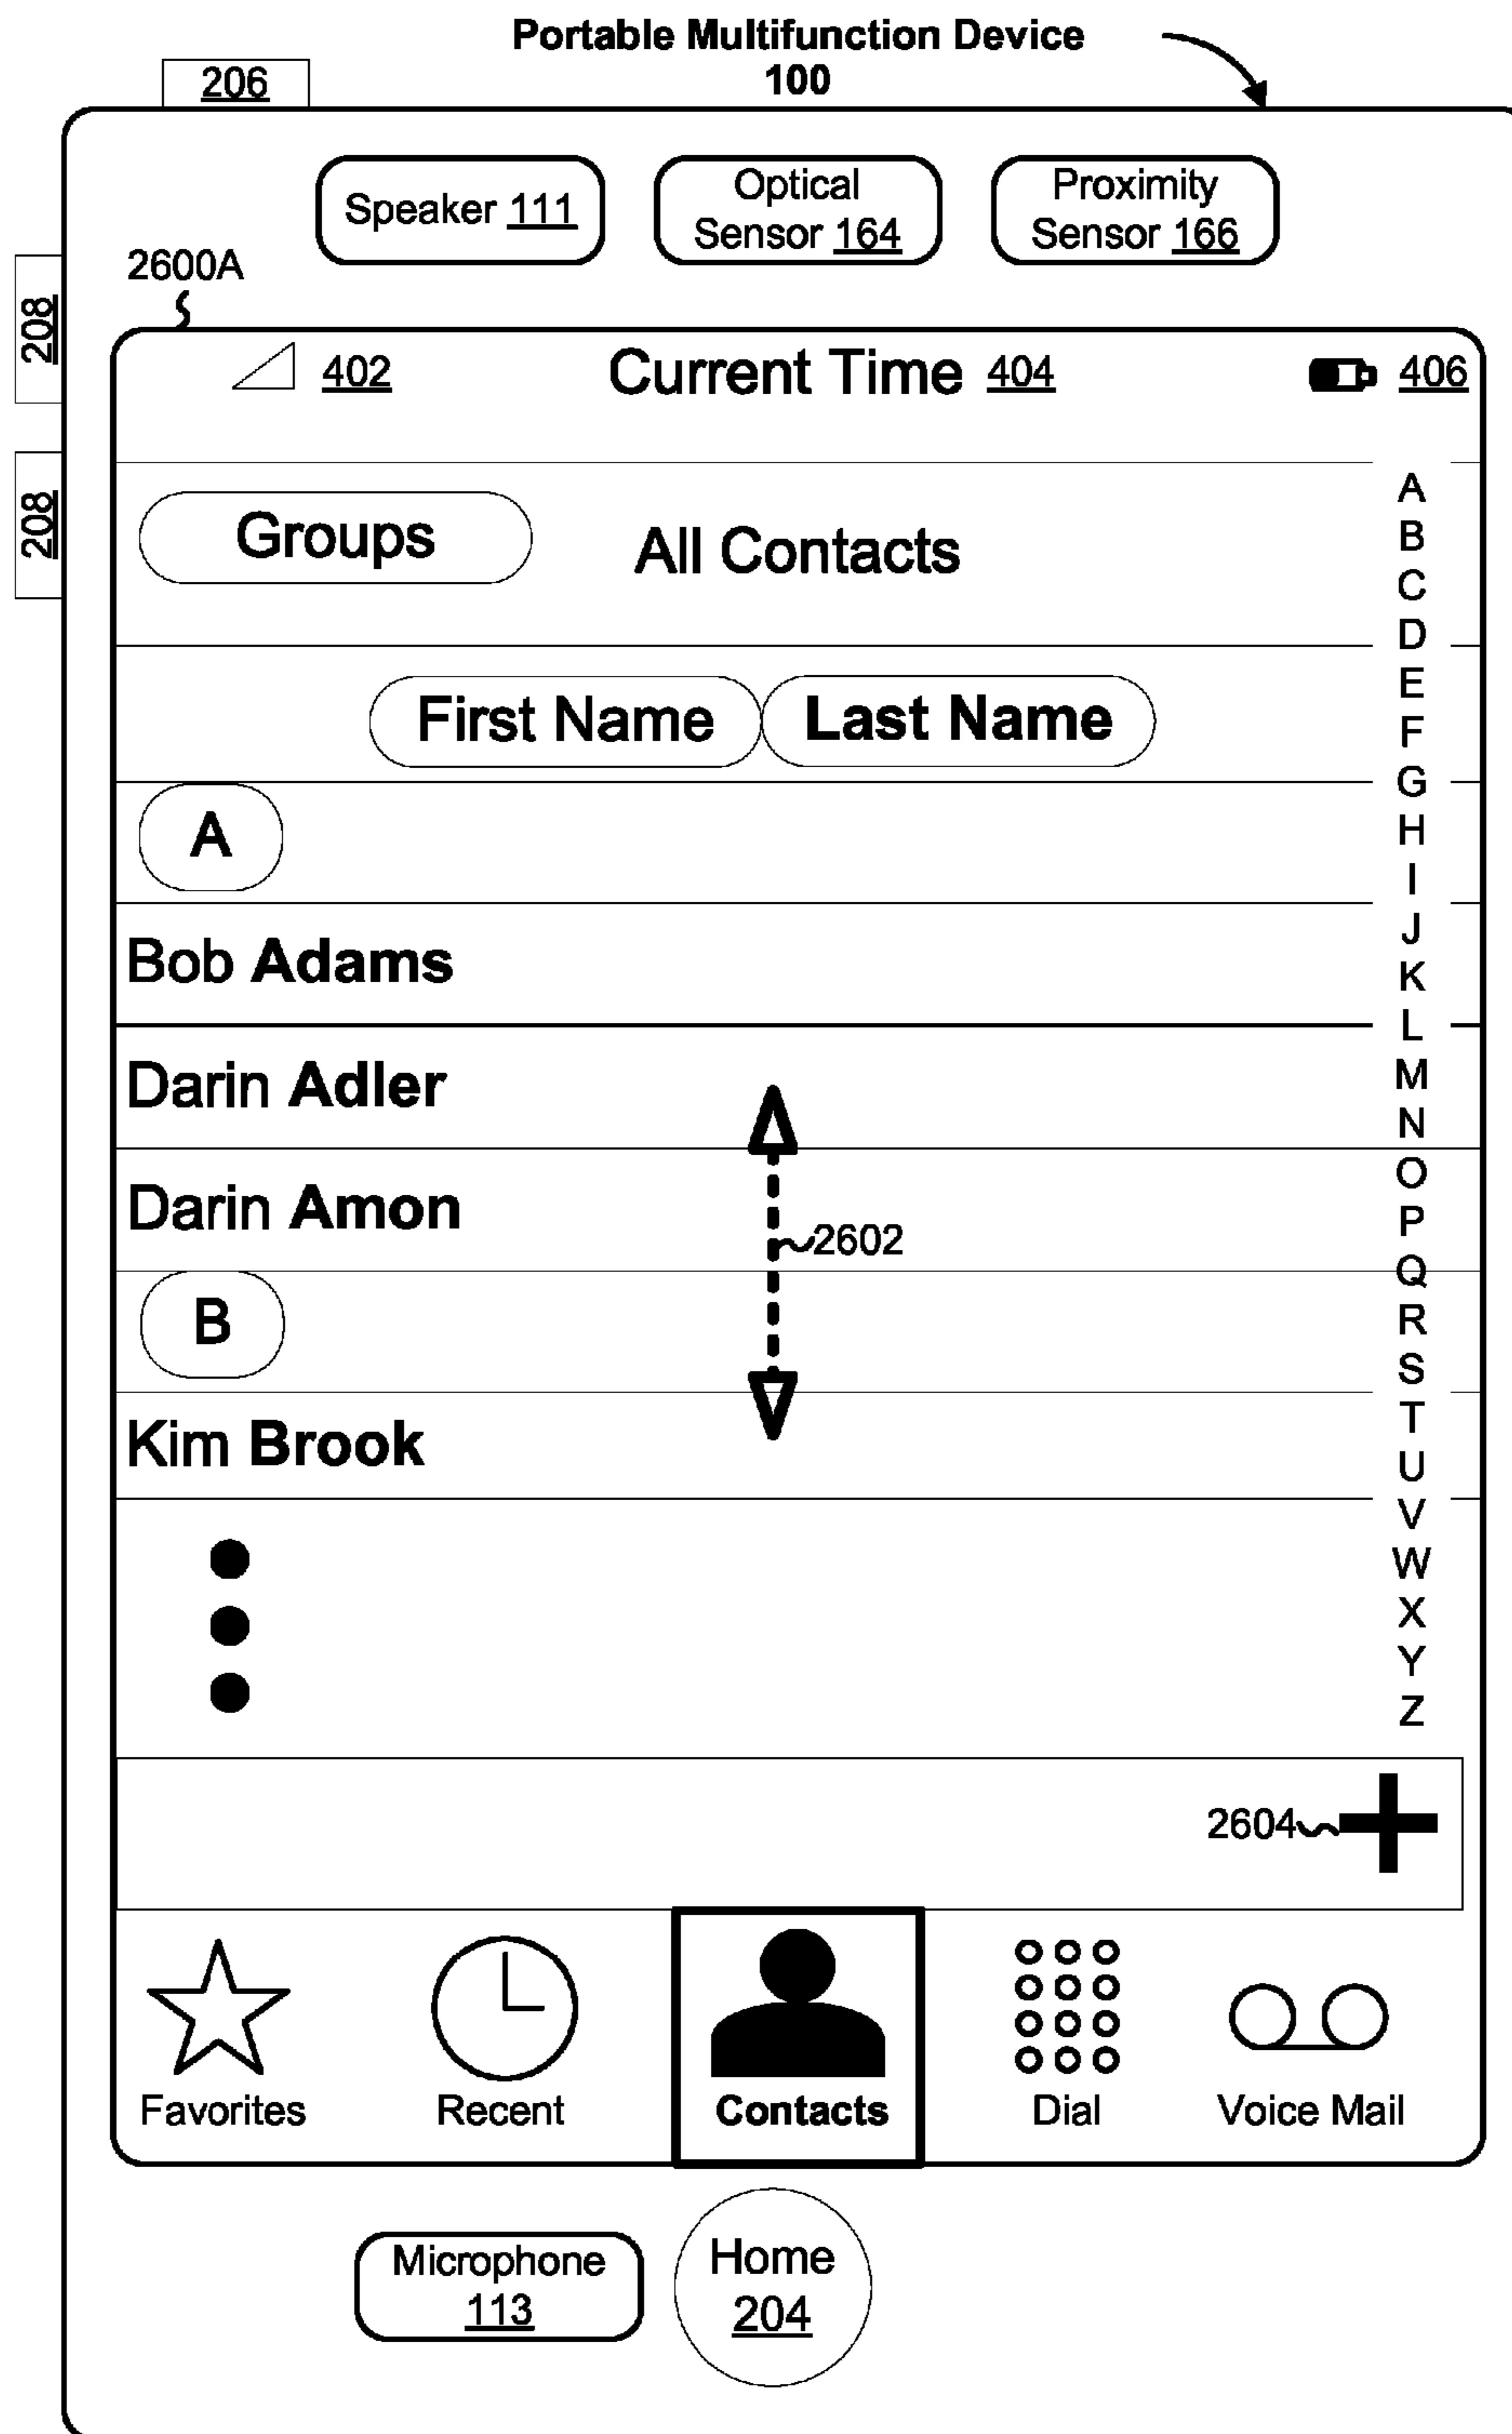 Portable Multifunction Device
100
206
Speaker 111
Optical
Sensor 164
Proximity
Sensor 166
2600A
208
208
402
Current Time 404
406
Groups
All Contacts
First Name
Last Name
A
Bob Adams
Darin Adler
Darin Amon
2602
B
Kim Brook
A
B
C
D
E
F
G
H
I
J
K
L
M
N
O
P
Q
R
S
T
U
V
W
X
Y
Z
2604
Favorites
Recent
Contacts
Dial
Voice Mail
Microphone
113
Home
204